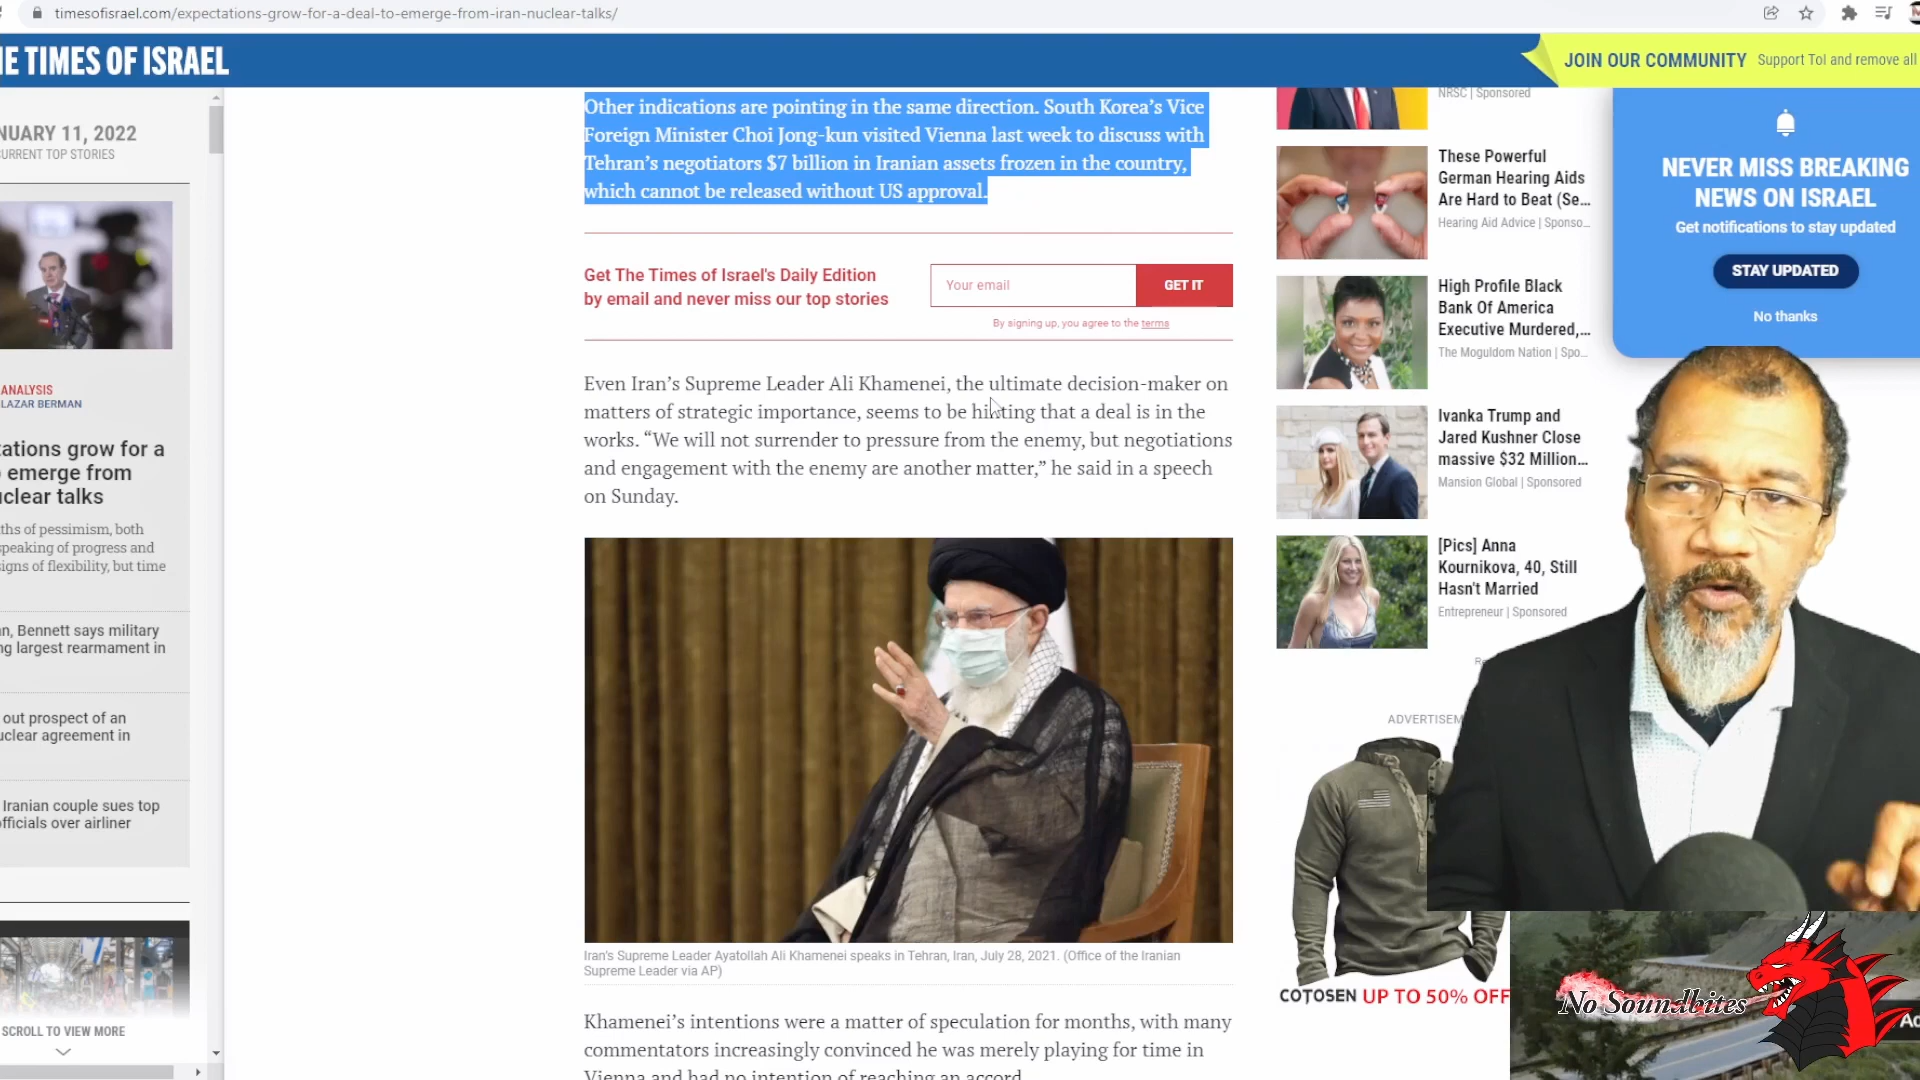 timesofisrael.com/expectations-grow-for-a-deal-to-emerge-from-iran-nuclear-talks/
E TIMES OF ISRAEL
JOIN OUR COMMUNITY Support ToI and remove all
NUARY 11, 2022
CURRENT TOP STORIES
ANALYSIS
LAZAR BERMAN
tations grow for a
emerge from
uclear talks
ths of pessimism, both
speaking of progress and
igns of flexibility, but time
n, Bennett says military
ng largest rearmament in
out prospect of an
uclear agreement in
Iranian couple sues top
officials over airliner
SCROLL TO VIEW MORE
Other indications are pointing in the same direction. South Korea’s Vice
Foreign Minister Choi Jong-kun visited Vienna last week to discuss with
Tehran’s negotiators $7 billion in Iranian assets frozen in the country,
which cannot be released without US approval.
Get The Times of Israel's Daily Edition
by email and never miss our top stories
Your email
GET IT
By signing up, you agree to the terms
Even Iran’s Supreme Leader Ali Khamenei, the ultimate decision-maker on
matters of strategic importance, seems to be hinting that a deal is in the
works. “We will not surrender to pressure from the enemy, but negotiations
and engagement with the enemy are another matter,” he said in a speech
on Sunday.
Iran's Supreme Leader Ayatollah Ali Khamenei speaks in Tehran, Iran, July 28, 2021. (Office of the Iranian
Supreme Leader via AP)
Khamenei’s intentions were a matter of speculation for months, with many
commentators increasingly convinced he was merely playing for time in
Vienna and had no intention of reaching an accord.
NRSC | Sponsored
These Powerful
German Hearing Aids
Are Hard to Beat (Se...
Hearing Aid Advice | Sponso...
High Profile Black
Bank Of America
Executive Murdered,...
The Moguldom Nation | Spo...
Ivanka Trump and
Jared Kushner Close
massive $32 Million...
Mansion Global | Sponsored
[Pics] Anna
Kournikova, 40, Still
Hasn't Married
Entrepreneur | Sponsored
ADVERTISEM
COTOSEN UP TO 50% OFF
NEVER MISS BREAKING
NEWS ON ISRAEL
Get notifications to stay updated
STAY UPDATED
No thanks
No Soundbites